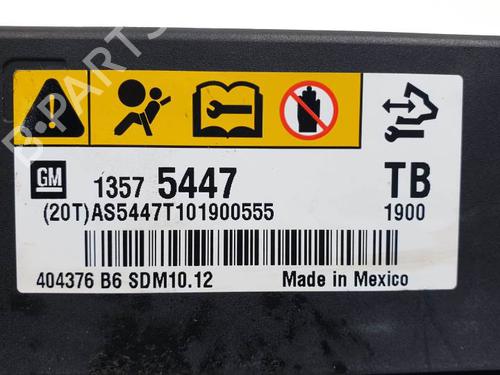 B-PARTS
GM
1357 5447
TB
(20T)AS5447T101900555
1900
404376 B6 SDM10.12
Made in Mexico